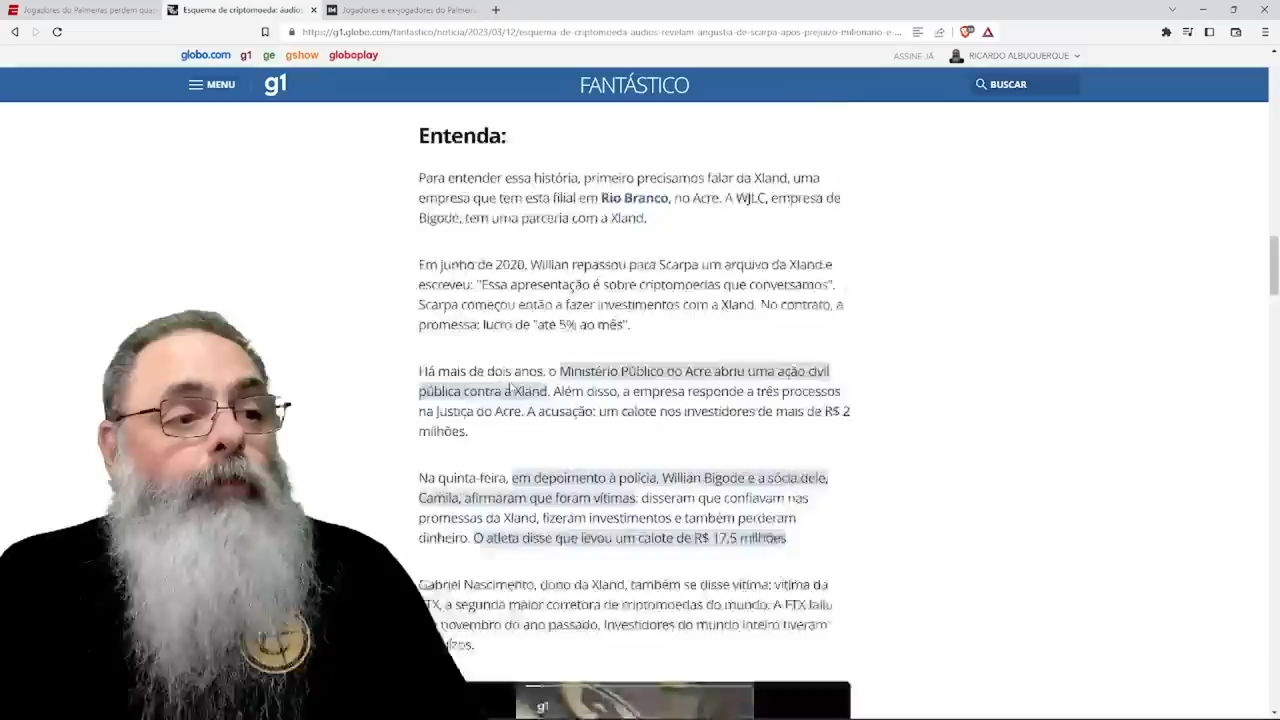 Jogadores do Palmeiras perdem quas
Esquema de criptomoeda: áudios
Jogadores e ex-jogadores do Palmeira
https://g1.globo.com/fantastico/noticia/2023/03/12/esquema-de-criptomoeda-audios-revelam-angustia-de-scarpa-apos-prejuizo-milionario-e-...
globo.com g1 ge gshow globoplay ASSINE JÁ RICARDO ALBUQUERQUE
MENU g1 FANTÁSTICO BUSCAR
Entenda:
Para entender essa história, primeiro precisamos falar da Xland, uma
empresa que tem esta filial em Rio Branco, no Acre. A WJLC, empresa de
Bigode, tem uma parceria com a Xland.
Em junho de 2020, Willian repassou para Scarpa um arquivo da Xland e
escreveu: "Essa apresentação é sobre criptomoedas que conversamos".
Scarpa começou então a fazer investimentos com a Xland. No contrato, a
promessa: lucro de "até 5% ao mês".
Há mais de dois anos, o Ministério Público do Acre abriu uma ação civil
pública contra a Xland. Além disso, a empresa responde a três processos
na Justiça do Acre. A acusação: um calote nos investidores de mais de R$ 2
milhões.
Na quinta-feira, em depoimento à polícia, Willian Bigode e a sócia dele,
Camila, afirmaram que foram vítimas: disseram que confiavam nas
promessas da Xland, fizeram investimentos e também perderam
dinheiro. O atleta disse que levou um calote de R$ 17,5 milhões.
Gabriel Nascimento, dono da Xland, também se disse vítima: vítima da
FTX, a segunda maior corretora de criptomoedas do mundo. A FTX faliu
novembro do ano passado. Investidores do mundo inteiro tiveram
g1